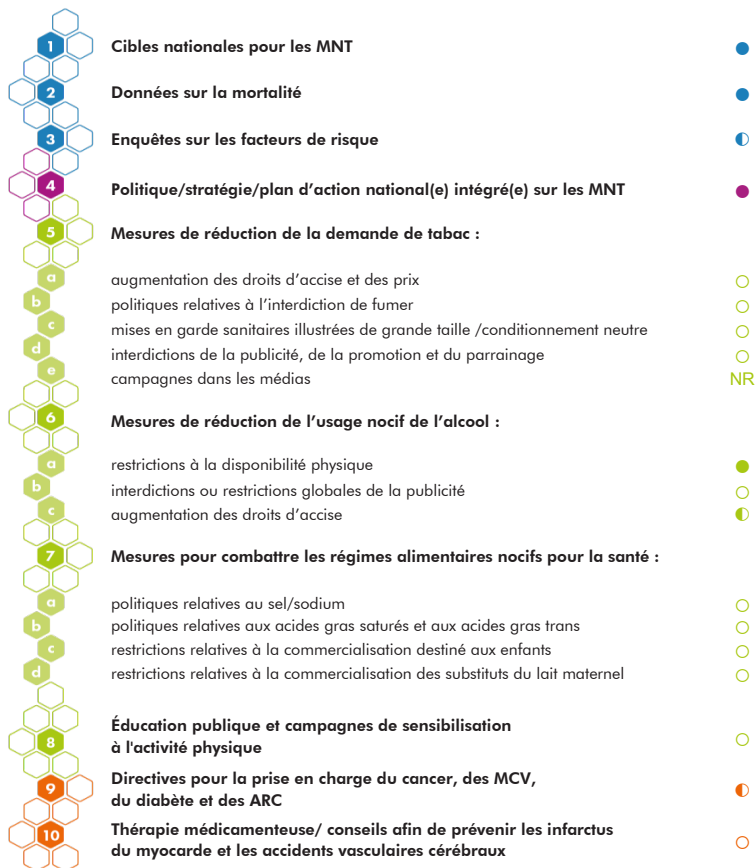 1 Cibles nationales pour les MNT
2 Données sur la mortalité
3 Enquêtes sur les facteurs de risque
4 Politique/stratégie/plan d'action national(e) intégré(e) sur les MNT
5 Mesures de réduction de la demande de tabac :
a augmentation des droits d'accise et des prix
b politiques relatives à l'interdiction de fumer
c mises en garde sanitaires illustrées de grande taille /conditionnement neutre
d interdictions de la publicité, de la promotion et du parrainage
e campagnes dans les médias NR
6 Mesures de réduction de l'usage nocif de l'alcool :
a restrictions à la disponibilité physique
b interdictions ou restrictions globales de la publicité
c augmentation des droits d'accise
7 Mesures pour combattre les régimes alimentaires nocifs pour la santé :
a politiques relatives au sel/sodium
b politiques relatives aux acides gras saturés et aux acides gras trans
c restrictions relatives à la commercialisation destiné aux enfants
d restrictions relatives à la commercialisation des substituts du lait maternel
8 Éducation publique et campagnes de sensibilisation
à l'activité physique
9 Directives pour la prise en charge du cancer, des MCV,
du diabète et des ARC
10 Thérapie médicamenteuse/ conseils afin de prévenir les infarctus
du myocarde et les accidents vasculaires cérébraux